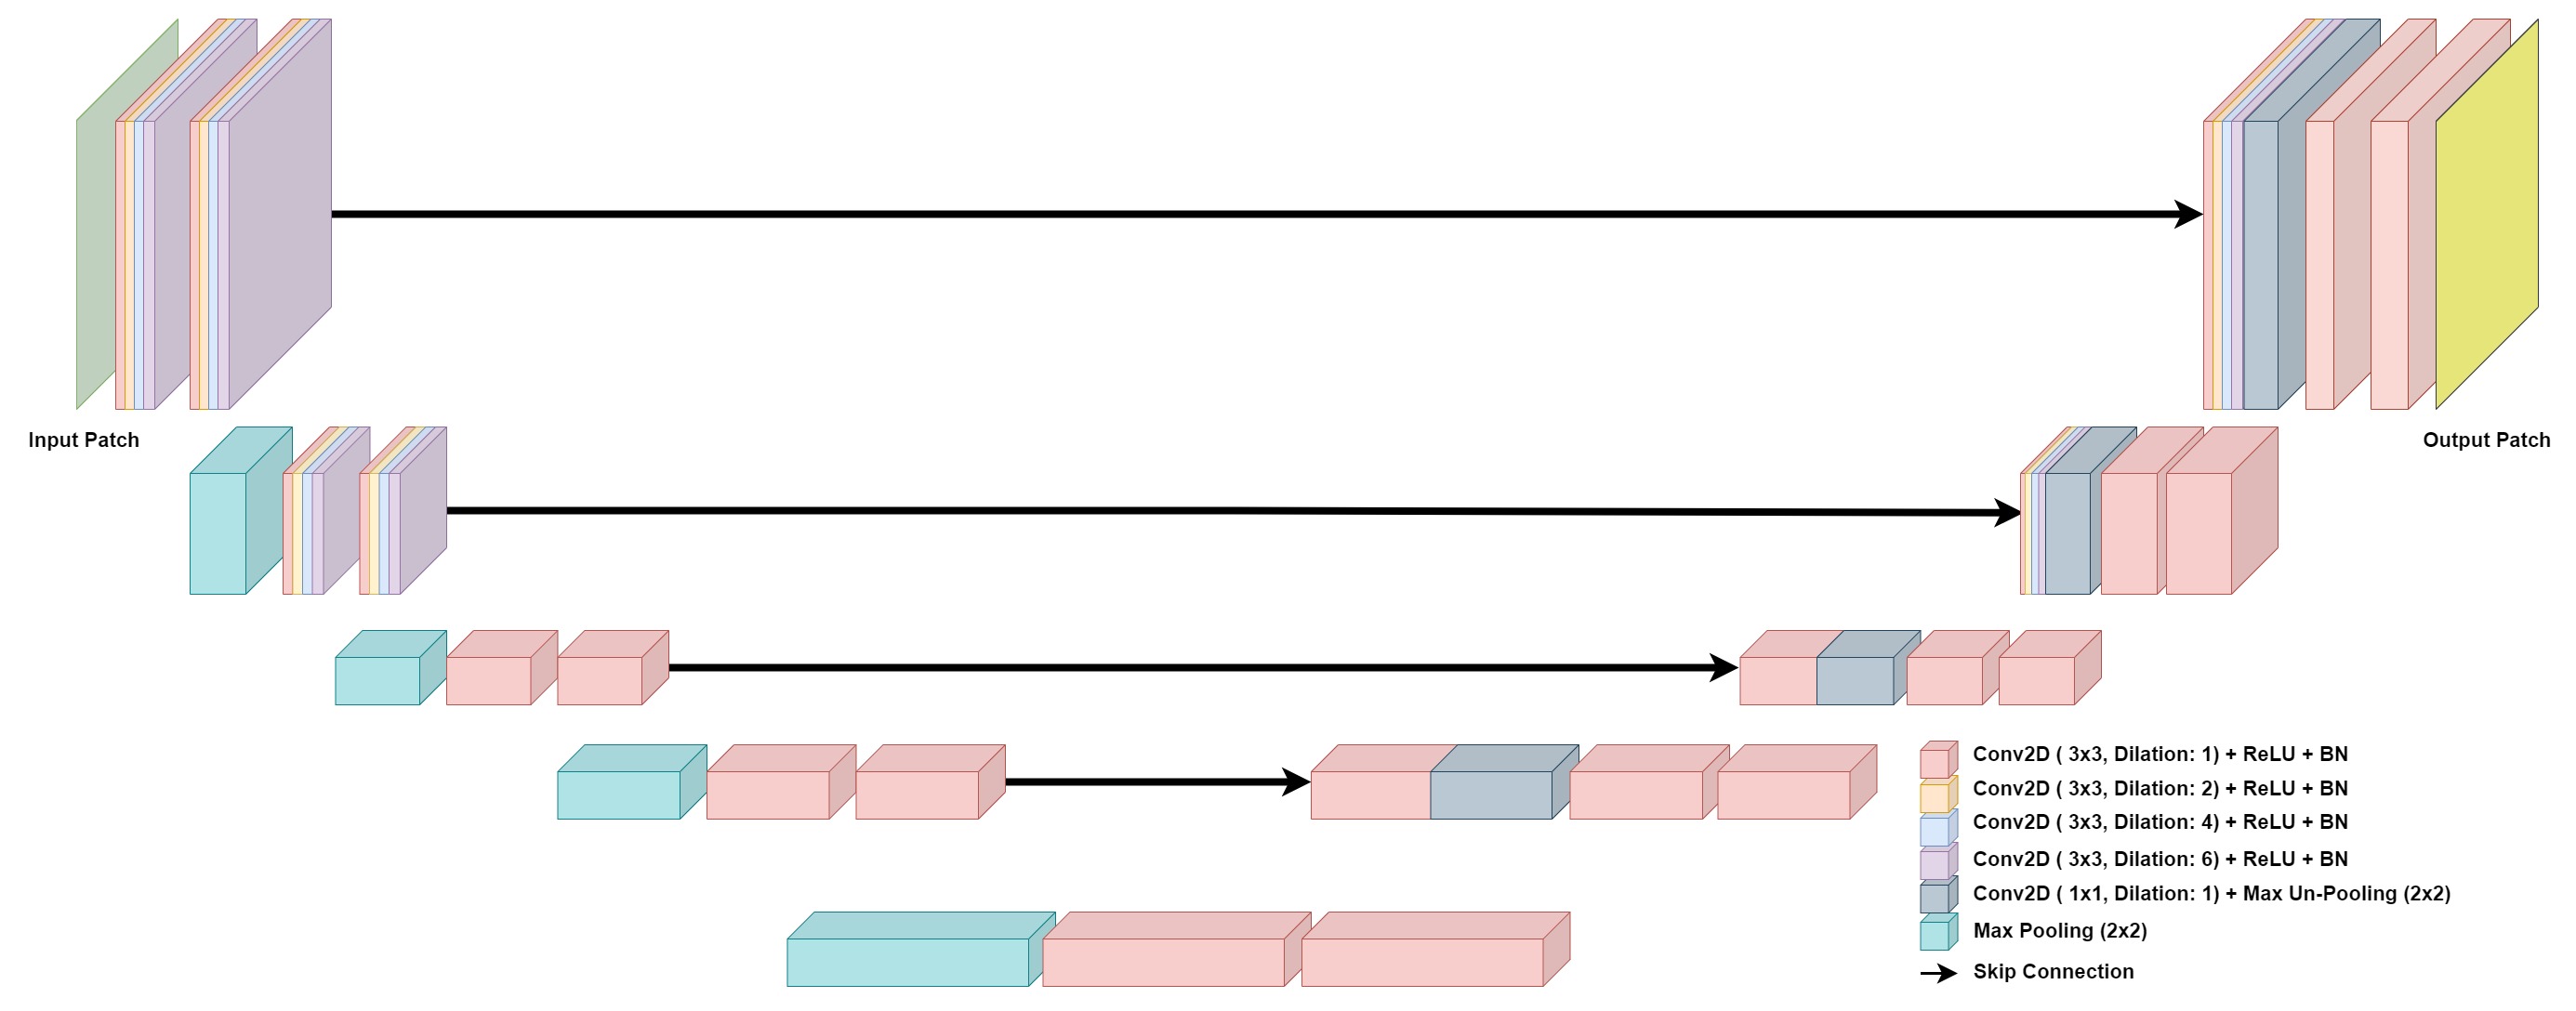 Input Patch
Output Patch
Conv2D ( 3x3, Dilation: 1) + ReLU + BN
Conv2D ( 3x3, Dilation: 2) + ReLU + BN
Conv2D ( 3x3, Dilation: 4) + ReLU + BN
Conv2D ( 3x3, Dilation: 6) + ReLU + BN
Conv2D ( 1x1, Dilation: 1) + Max Un-Pooling (2x2)
Max Pooling (2x2)
Skip Connection